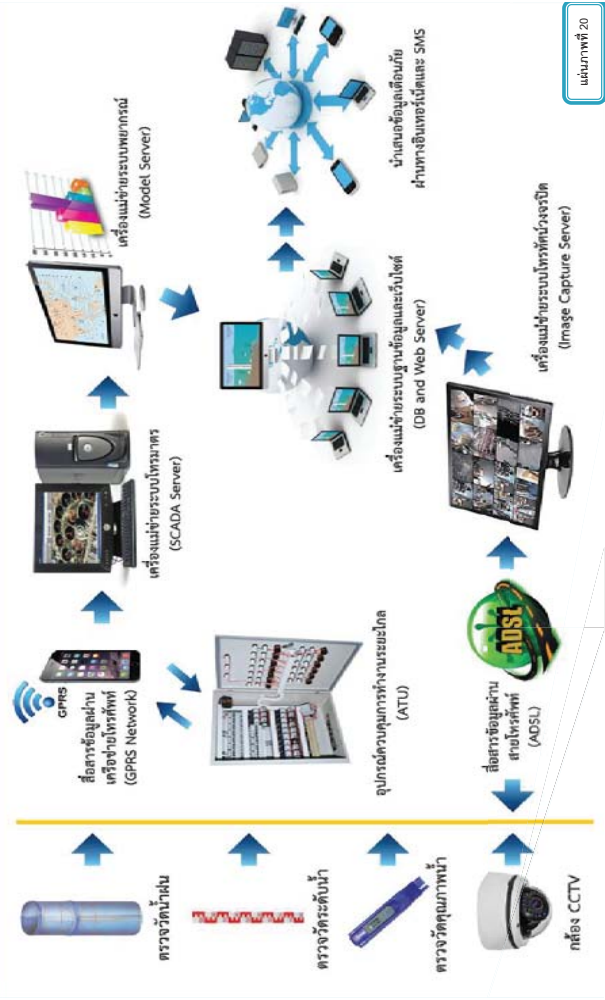 ตรวจวัดน้ำฝน
ตรวจวัดระดับน้ำ
ตรวจวัดคุณภาพน้ำ
กล้อง CCTV
GPRS
สื่อสารข้อมูลผ่าน
เครือข่ายโทรศัพท์
(GPRS Network)
อุปกรณ์ควบคุมการทำงานระยะไกล
(ATU)
ADSL
สื่อสารข้อมูลผ่าน
สายโทรศัพท์
(ADSL)
เครื่องแม่ข่ายระบบโทรมาตร
(SCADA Server)
เครื่องแม่ข่ายระบบพยากรณ์
(Model Server)
เครื่องแม่ข่ายระบบฐานข้อมูลและเว็บไซต์
(DB and Web Server)
เครื่องแม่ข่ายระบบโทรทัศน์วงจรปิด
(Image Capture Server)
นำเสนอข้อมูลเตือนภัย
ผ่านทางอินเทอร์เน็ตและ SMS
แผ่นภาพที่ 20